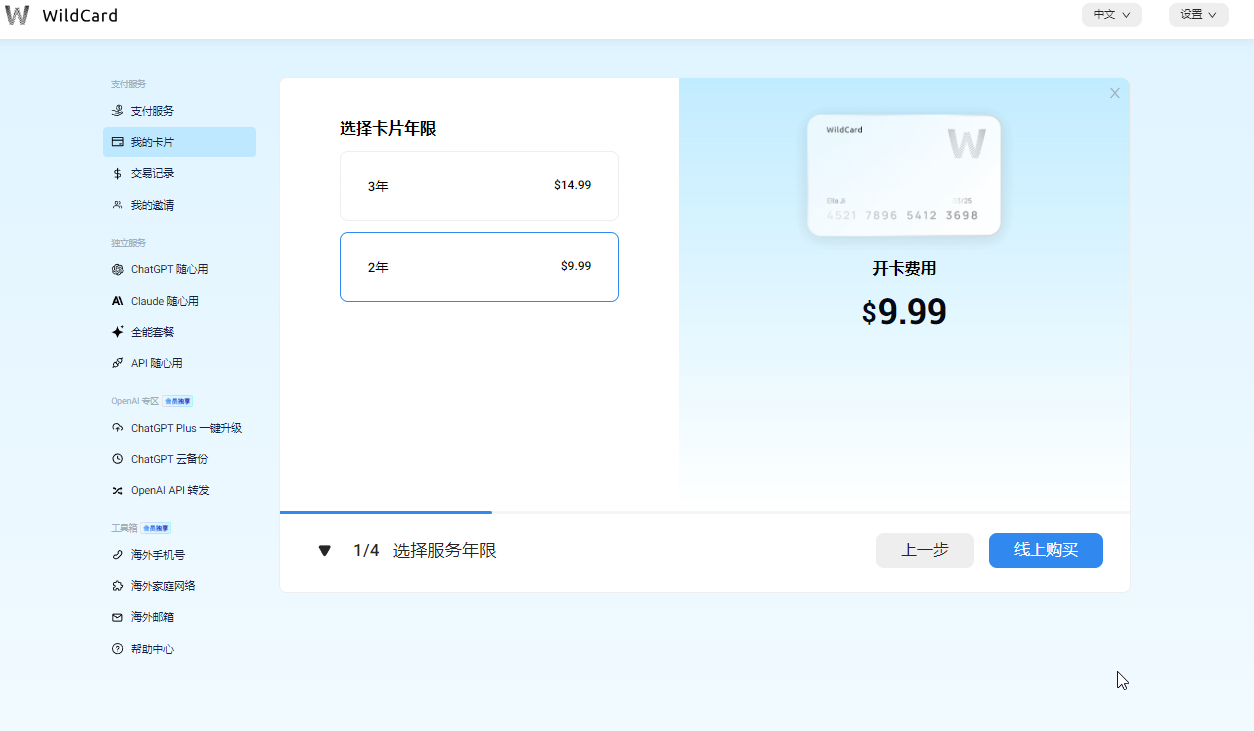 WildCard
中文
设置
支付服务
支付服务
我的卡片
交易记录
我的邀请
独立服务
ChatGPT 随心用
Claude 随心用
全能套餐
API 随心用
OpenAI 专区 会员独享
ChatGPT Plus 一键升级
ChatGPT 云备份
OpenAI API 转发
工具箱 会员独享
海外手机号
海外家庭网络
海外邮箱
帮助中心
选择卡片年限
3年 $14.99
2年 $9.99
1/4 选择服务年限
WildCard
Ella Ji 03/25
4521 7896 5412 3698
开卡费用
$9.99
上一步
线上购买